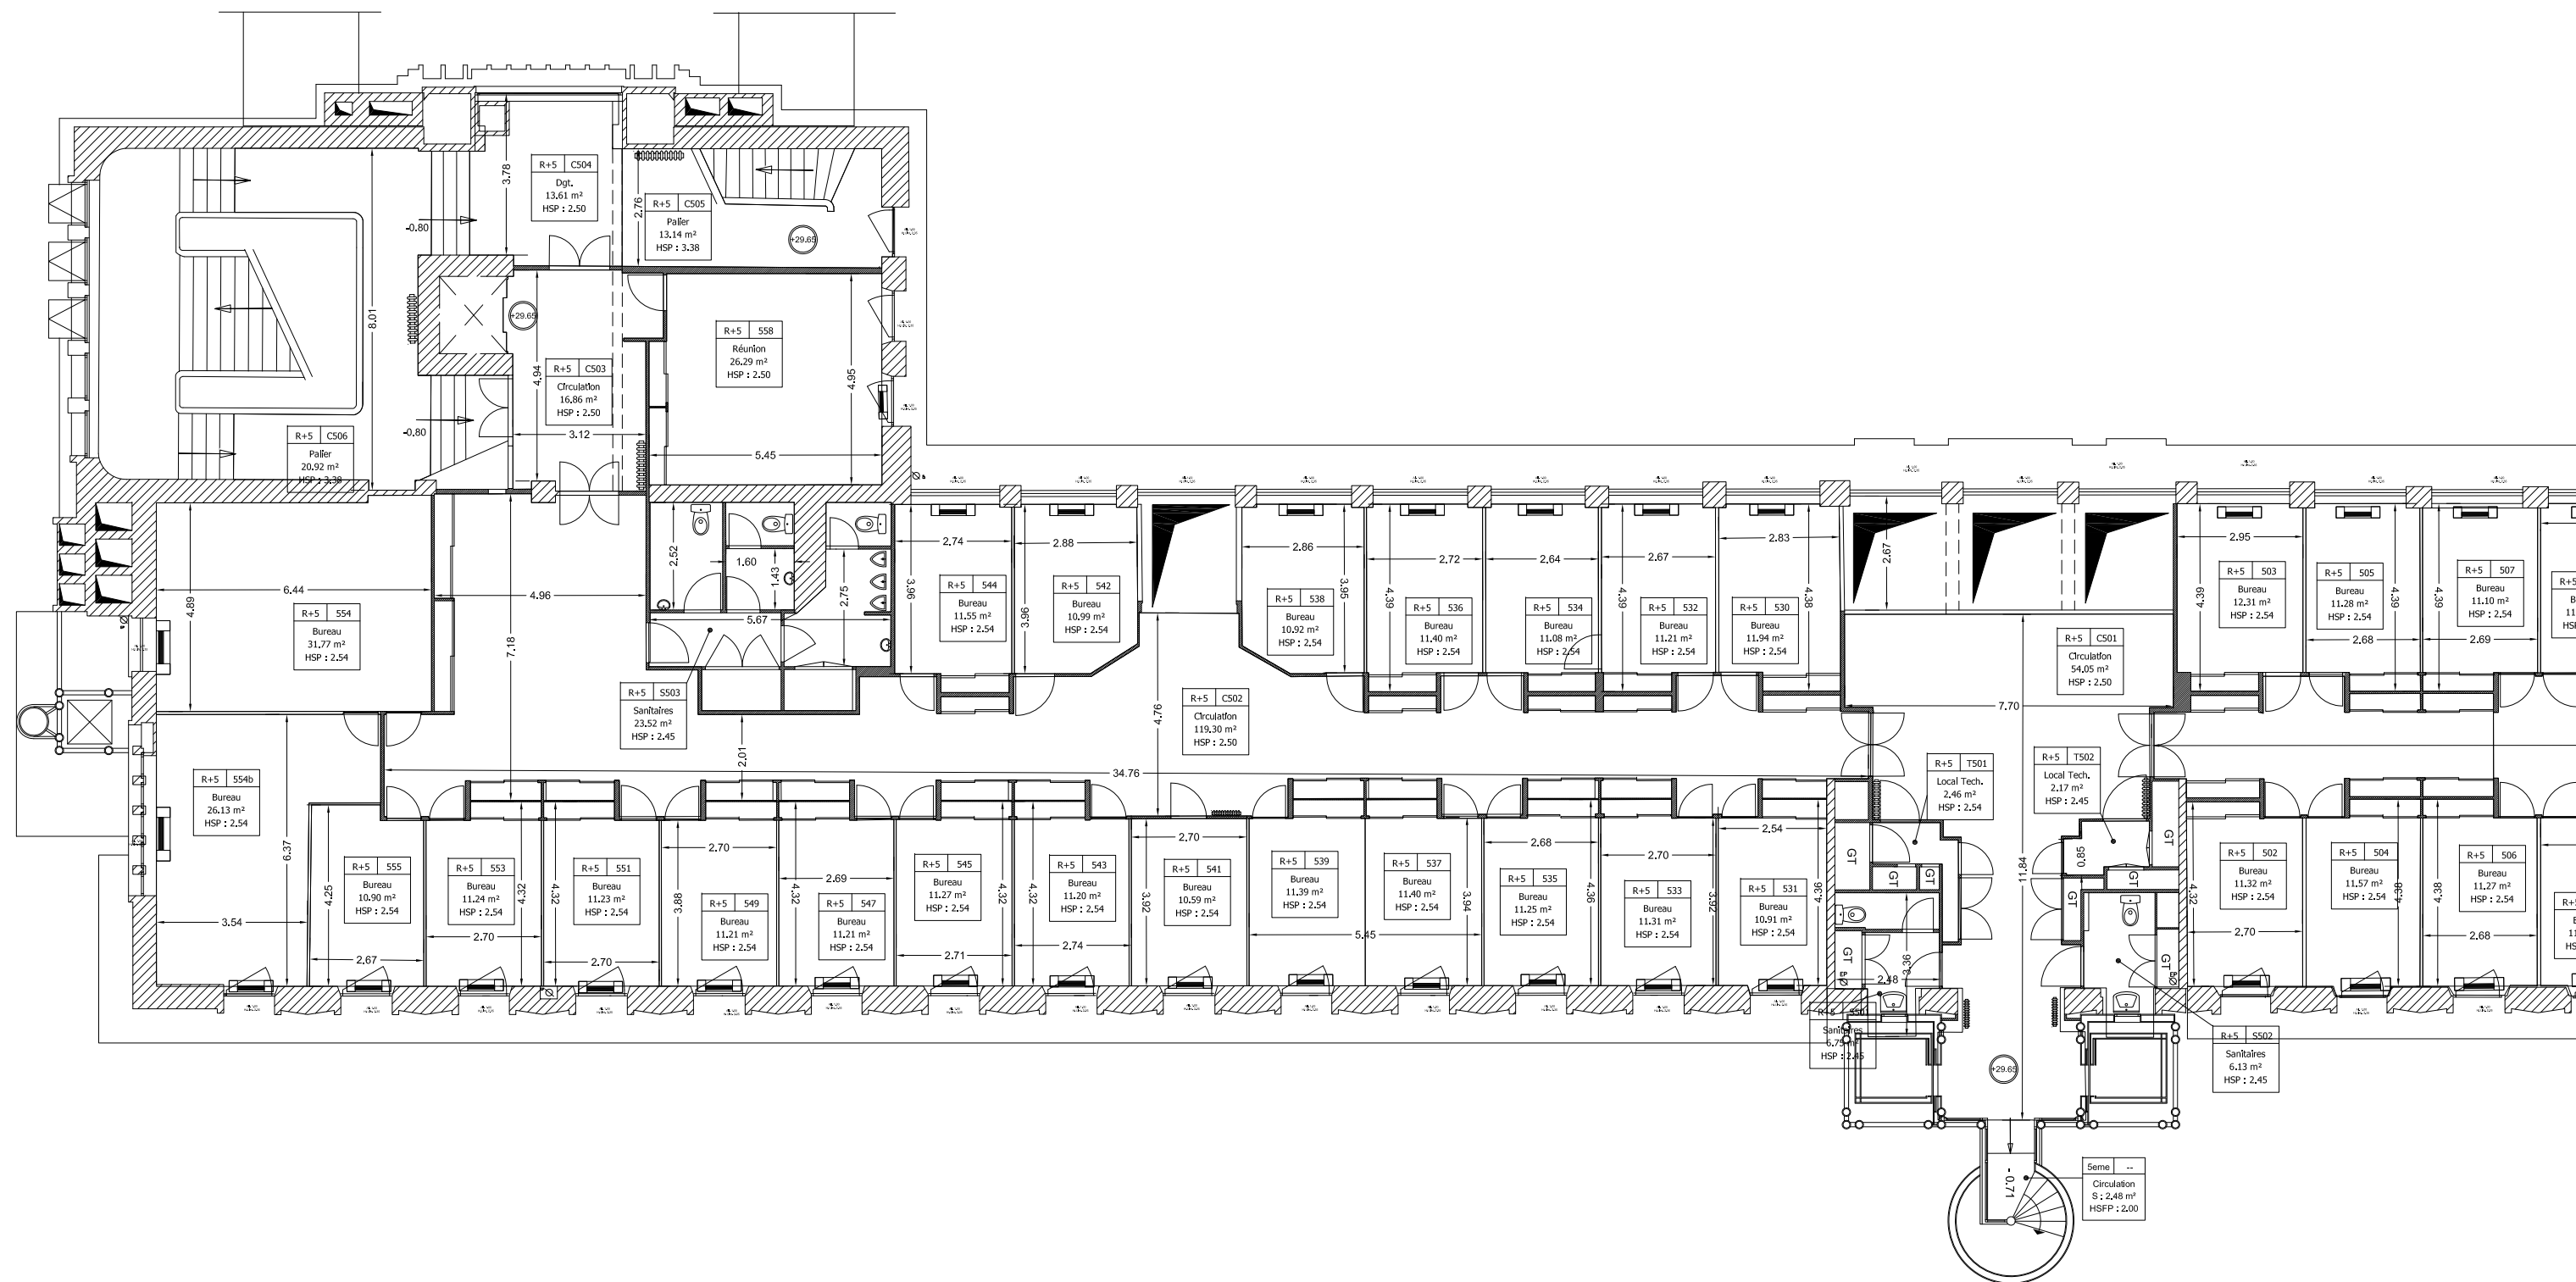 R+5 C504
Dgt.
13.61 m²
HSP : 2.50
3.78
R+5 C505
Palier
13.14 m²
HSP : 3.38
2.76
+29.65
-0.80
8.01
+29.65
R+5 558
Réunion
26.29 m²
HSP : 2.50
4.95
5.45
R+5 C503
Circulation
16.86 m²
HSP : 2.50
4.94
3.12
-0.80
R+5 C506
Palier
20.92 m²
HSP : 3.38
4.89
6.44
R+5 554
Bureau
31.77 m²
HSP : 2.54
4.96
7.18
2.52
1.60
1.43
2.75
5.67
R+5 S503
Sanitaires
23.52 m²
HSP : 2.45
2.01
2.74
3.96
R+5 544
Bureau
11.55 m²
HSP : 2.54
2.88
3.96
R+5 542
Bureau
10.99 m²
HSP : 2.54
4.76
R+5 C502
Circulation
119.30 m²
HSP : 2.50
34.76
2.86
3.95
R+5 538
Bureau
10.92 m²
HSP : 2.54
2.72
4.39
R+5 536
Bureau
11.40 m²
HSP : 2.54
2.64
R+5 534
Bureau
11.08 m²
HSP : 2.54
2.67
4.39
R+5 532
Bureau
11.21 m²
HSP : 2.54
2.83
4.38
R+5 530
Bureau
11.94 m²
HSP : 2.54
2.67
R+5 C501
Circulation
54.05 m²
HSP : 2.50
7.70
11.84
2.95
4.39
R+5 503
Bureau
12.31 m²
HSP : 2.54
R+5 505
Bureau
11.28 m²
HSP : 2.54
2.68
4.39
R+5 507
Bureau
11.10 m²
HSP : 2.54
2.69
4.39
R+5 554b
Bureau
26.13 m²
HSP : 2.54
6.37
3.54
4.25
R+5 555
Bureau
10.90 m²
HSP : 2.54
2.67
R+5 553
Bureau
11.24 m²
HSP : 2.54
2.70
4.32
R+5 551
Bureau
11.23 m²
HSP : 2.54
2.70
4.32
2.70
3.88
R+5 549
Bureau
11.21 m²
HSP : 2.54
2.69
4.32
R+5 547
Bureau
11.21 m²
HSP : 2.54
R+5 545
Bureau
11.27 m²
HSP : 2.54
2.71
4.32
R+5 543
Bureau
11.20 m²
HSP : 2.54
2.74
4.32
2.70
3.92
R+5 541
Bureau
10.59 m²
HSP : 2.54
R+5 539
Bureau
11.39 m²
HSP : 2.54
R+5 537
Bureau
11.40 m²
HSP : 2.54
5.45
3.94
2.68
R+5 535
Bureau
11.25 m²
HSP : 2.54
4.36
2.70
R+5 533
Bureau
11.31 m²
HSP : 2.54
3.92
2.54
R+5 531
Bureau
10.91 m²
HSP : 2.54
4.36
R+5 T501
Local Tech.
2.46 m²
HSP : 2.54
R+5 T502
Local Tech.
2.17 m²
HSP : 2.45
0.85
GT
GT
GT
GT
GT
GT
GT
GT
3.36
2.48
EP
EP
R+5 S501
Sanitaires
6.75 m²
HSP : 2.45
R+5 502
Bureau
11.32 m²
HSP : 2.54
4.32
2.70
R+5 504
Bureau
11.57 m²
HSP : 2.54
4.38
R+5 506
Bureau
11.27 m²
HSP : 2.54
4.38
2.68
R+5 S502
Sanitaires
6.13 m²
HSP : 2.45
+29.65
- 0.71
5eme --
Circulation
S : 2.48 m²
HSFP : 2.00